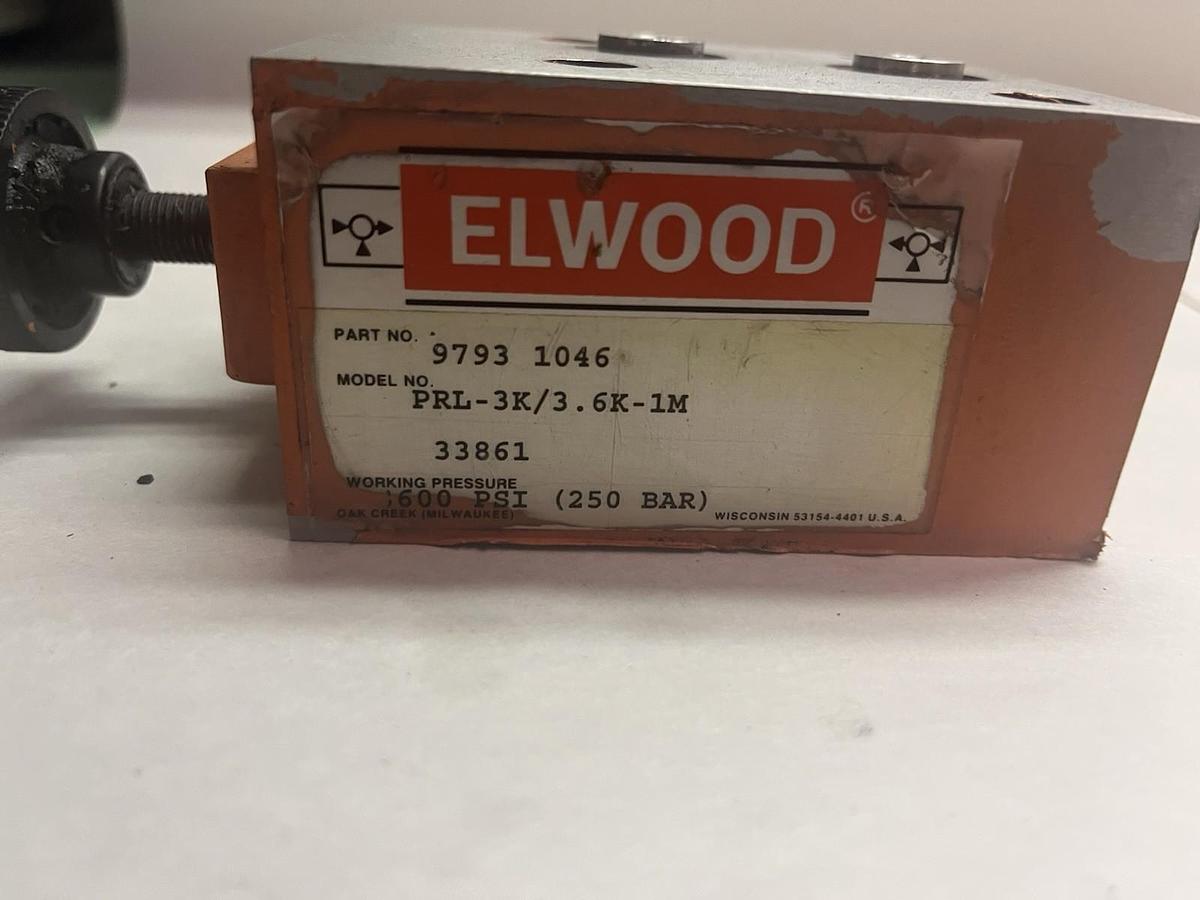 ELWOOD ®
PART NO.
9793 1046
MODEL NO.
PRL-3K/3.6K-1M
33861
WORKING PRESSURE
600 PSI (250 BAR)
OAK CREEK (MILWAUKEE) WISCONSIN 53154-4401 U.S.A.